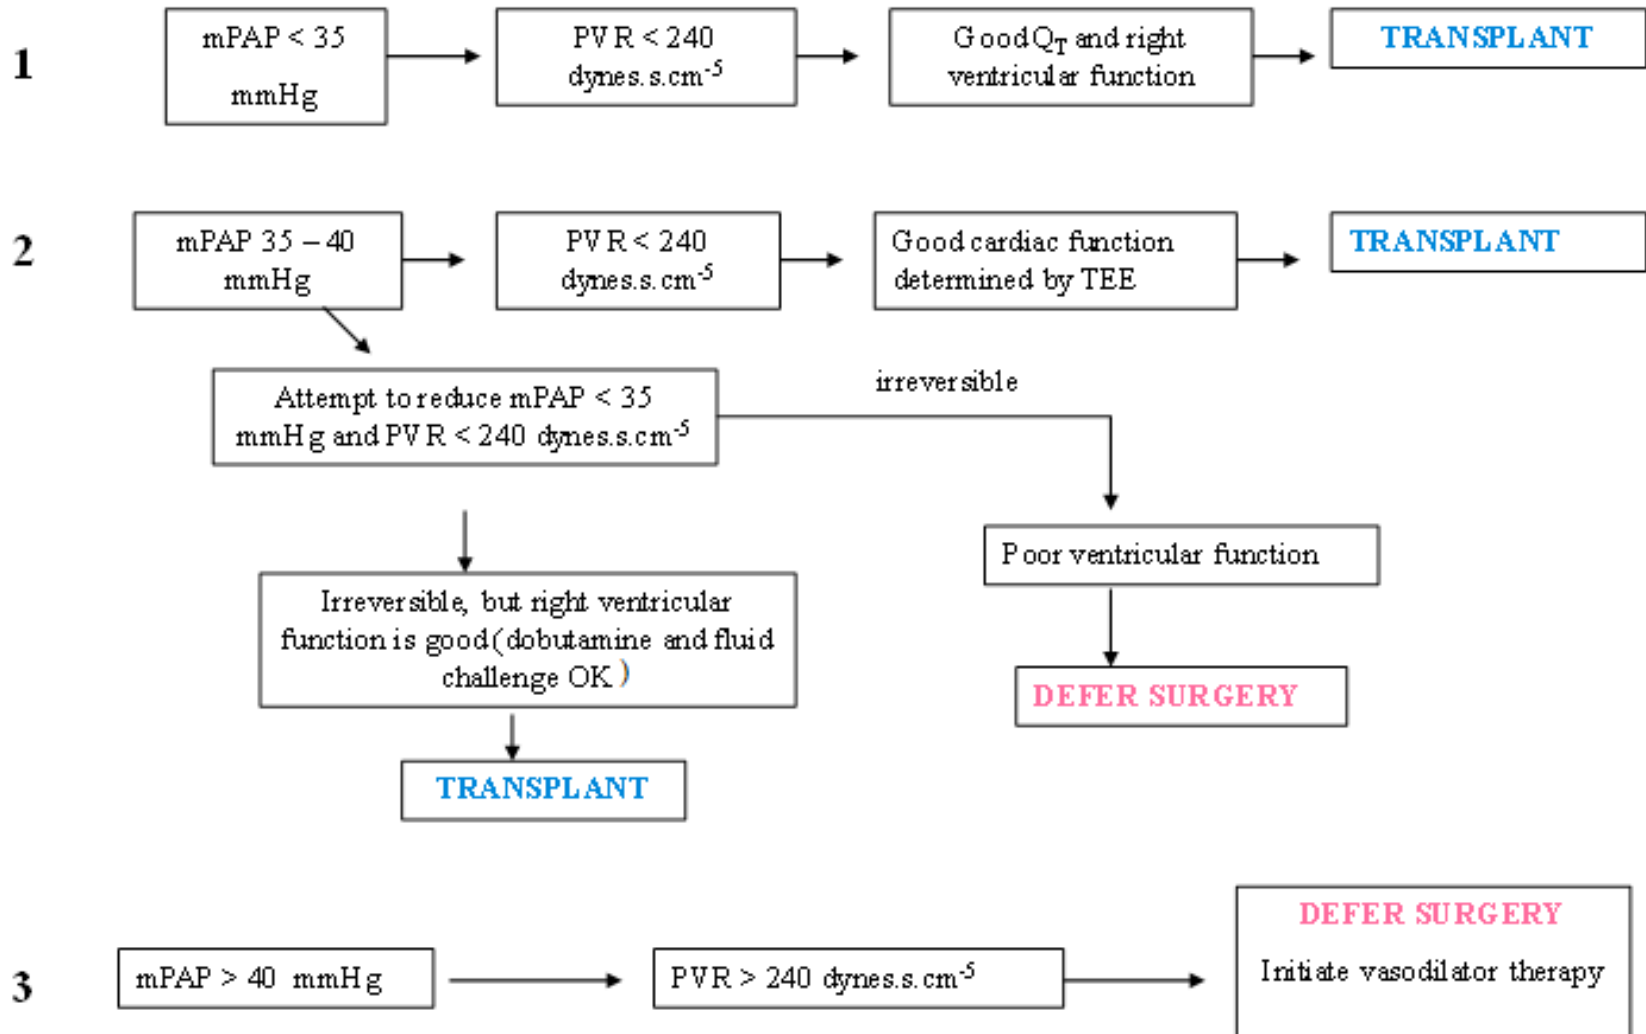 1
mPAP < 35
mmHg
PVR < 240
dynes.s.cm-5
Good QT and right
ventricular function
TRANSPLANT
2
mPAP 35 – 40
mmHg
PVR < 240
dynes.s.cm-5
Good cardiac function
determined by TEE
TRANSPLANT
Attempt to reduce mPAP < 35
mmHg and PVR < 240 dynes.s.cm-5
irreversible
Poor ventricular function
DEFER SURGERY
Irreversible, but right ventricular
function is good (dobutamine and fluid
challenge OK )
TRANSPLANT
3
mPAP > 40 mmHg
PVR > 240 dynes.s.cm-5
DEFER SURGERY
Initiate vasodilator therapy